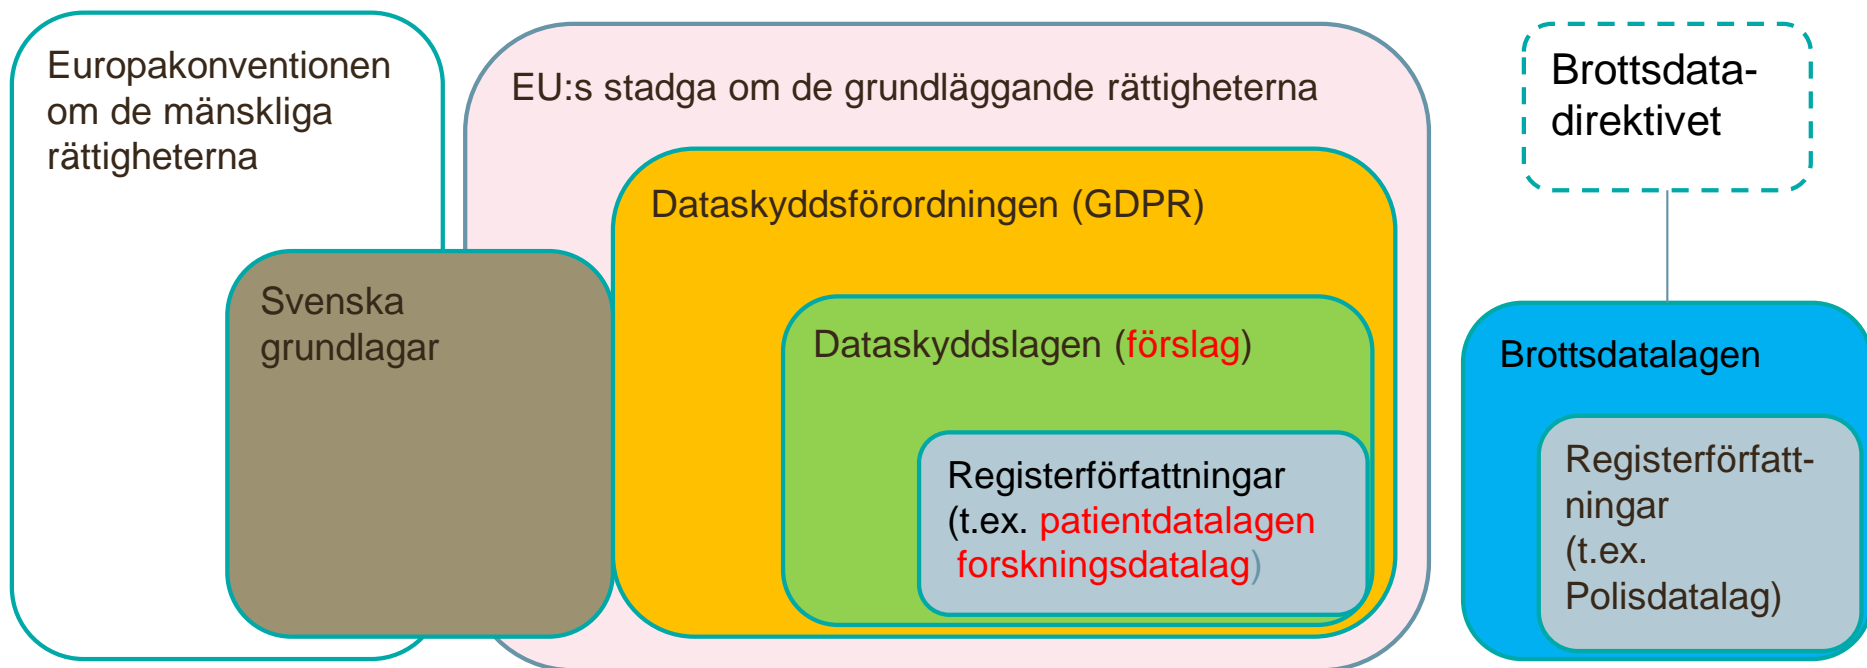 Europakonventionen
om de mänskliga
rättigheterna
EU:s stadga om de grundläggande rättigheterna
Dataskyddsförordningen (GDPR)
Svenska
grundlagar
Dataskyddslagen (förslag)
Registerförfattningar
(t.ex. patientdatalagen
forskningsdatalag)
Brottsdata-
direktivet
Brottsdatalagen
Registerförfatt-
ningar
(t.ex.
Polisdatalag)